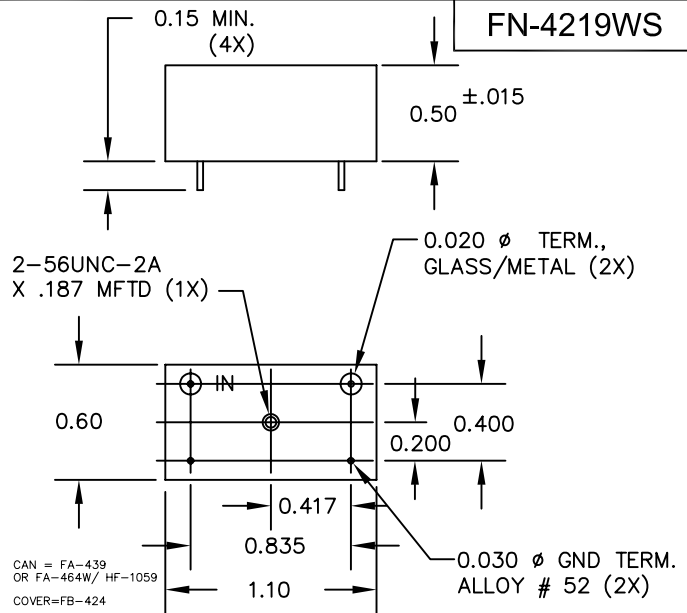 FN-4219WS
0.15 MIN.
(4X)
0.50 ±.015
0.020 ø TERM.,
GLASS/METAL (2X)
2-56UNC-2A
X .187 MFTD (1X)
IN
0.60
0.200
0.400
0.417
0.835
1.10
0.030 ø GND TERM.
ALLOY # 52 (2X)
CAN = FA-439
OR FA-464W/ HF-1059
COVER=FB-424